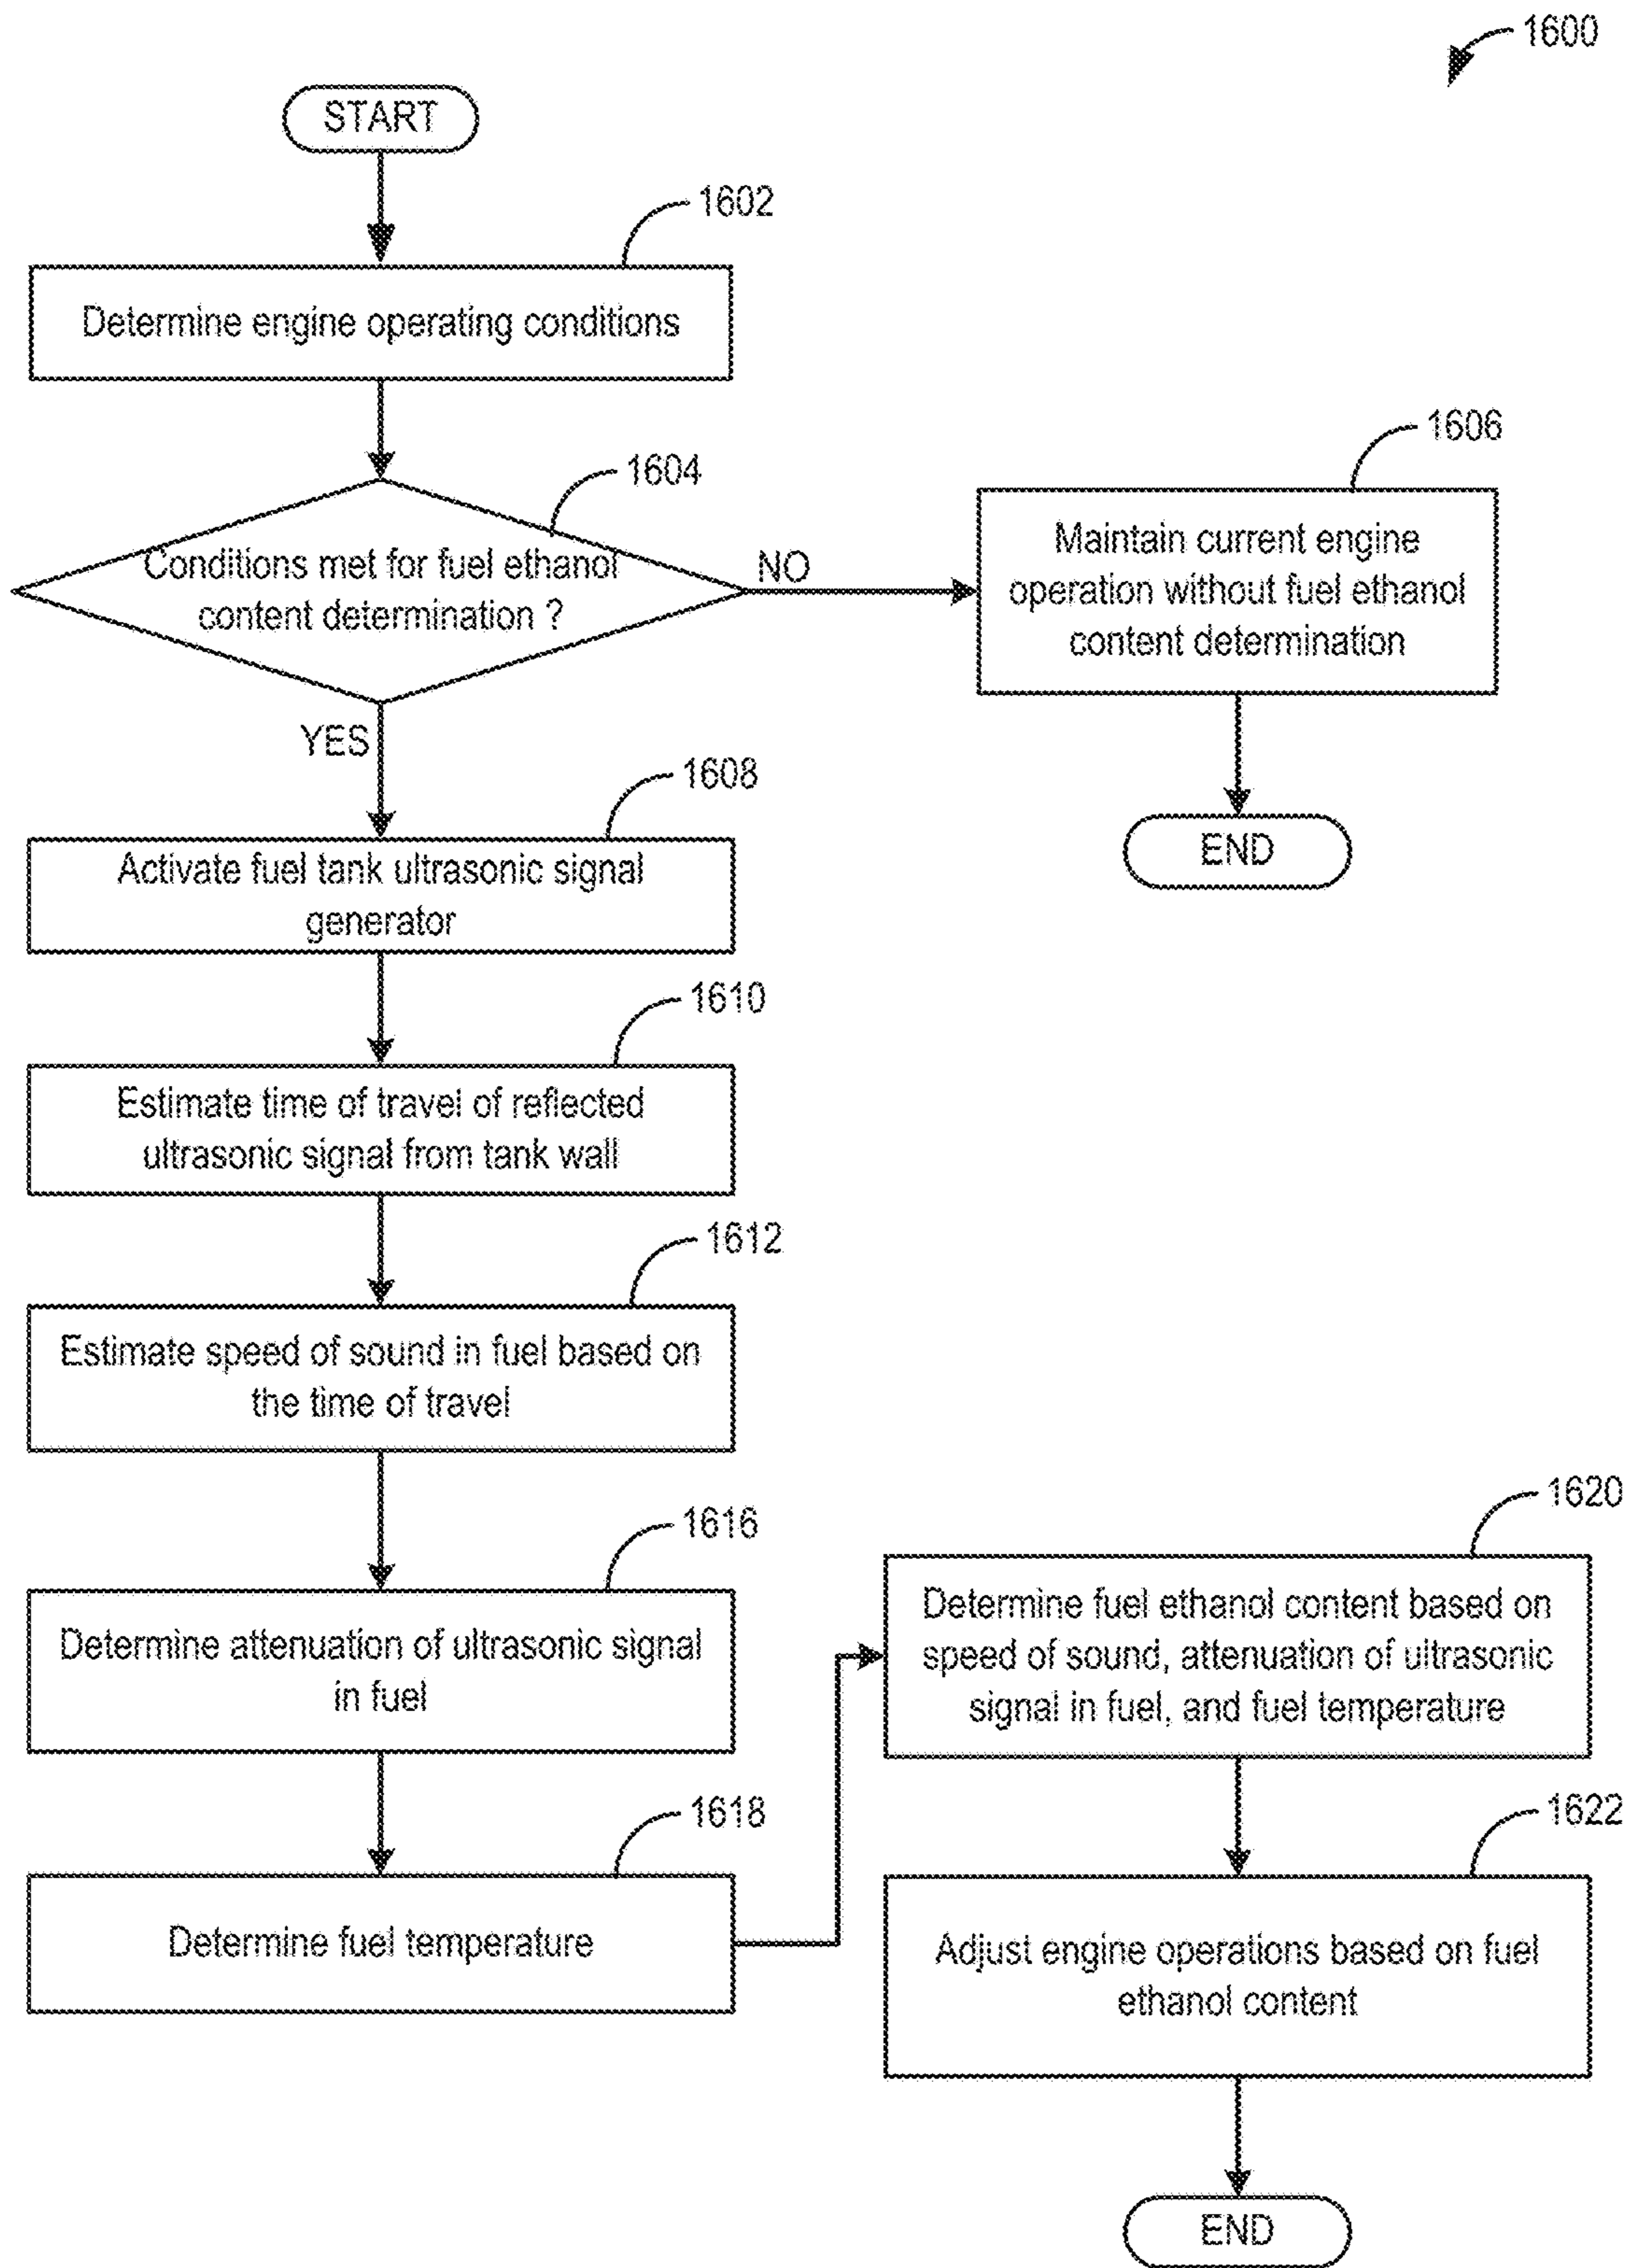 1600
START
1602
Determine engine operating conditions
1604
Conditions met for fuel ethanol
content determination ?
NO
YES
1606
Maintain current engine
operation without fuel ethanol
content determination
END
1608
Activate fuel tank ultrasonic signal
generator
1610
Estimate time of travel of reflected
ultrasonic signal from tank wall
1612
Estimate speed of sound in fuel based on
the time of travel
1616
Determine attenuation of ultrasonic signal
in fuel
1618
Determine fuel temperature
1620
Determine fuel ethanol content based on
speed of sound, attenuation of ultrasonic
signal in fuel, and fuel temperature
1622
Adjust engine operations based on fuel
ethanol content
END